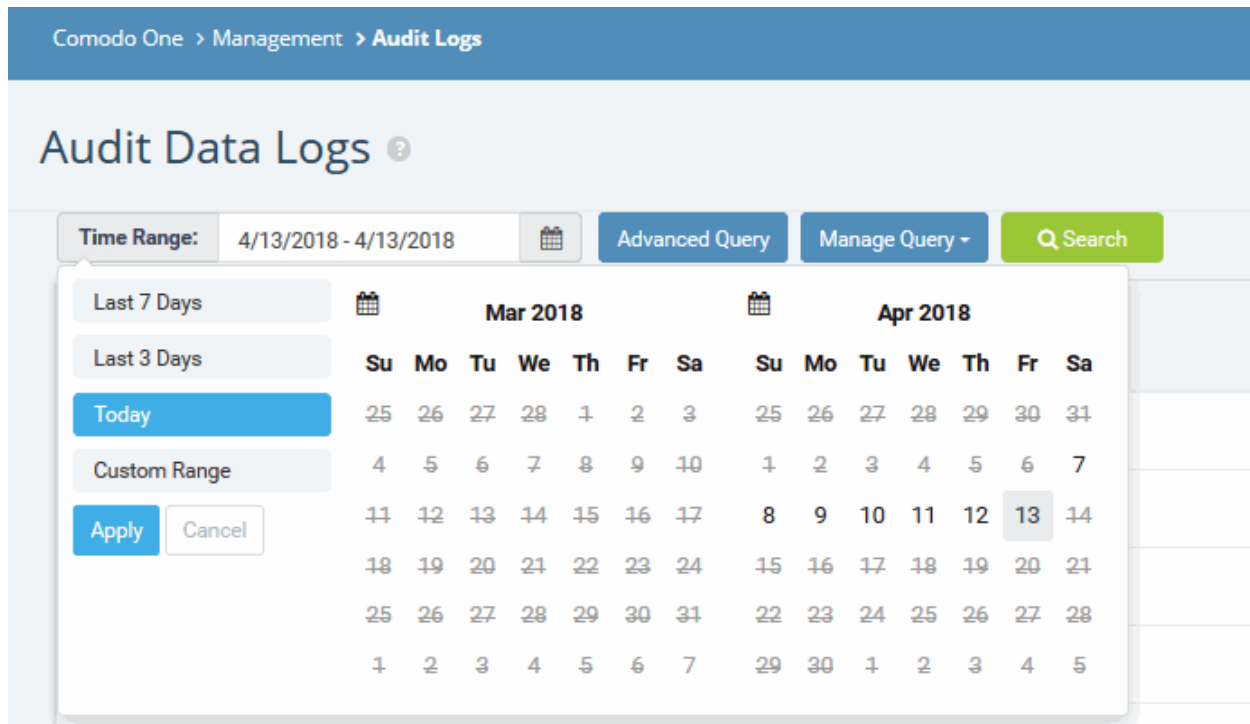 Comodo One > Management > Audit Logs
Audit Data Logs ?
Time Range: 4/13/2018 - 4/13/2018 Advanced Query Manage Query Search
Last 7 Days
Last 3 Days
Today
Custom Range
Apply Cancel
Mar 2018
Su Mo Tu We Th Fr Sa
25 26 27 28 1 2 3
4 5 6 7 8 9 10
11 12 13 14 15 16 17
18 19 20 21 22 23 24
25 26 27 28 29 30 31
1 2 3 4 5 6 7
Apr 2018
Su Mo Tu We Th Fr Sa
25 26 27 28 29 30 31
1 2 3 4 5 6 7
8 9 10 11 12 13 14
15 16 17 18 19 20 21
22 23 24 25 26 27 28
29 30 1 2 3 4 5